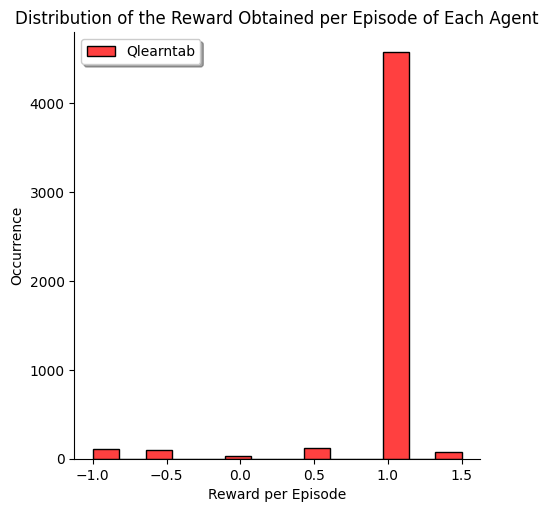 Distribution of the Reward Obtained per Episode of Each Agent
Qlearntab
Occurrence
4000
3000
2000
1000
0
−1.0 −0.5 0.0 0.5 1.0 1.5
Reward per Episode